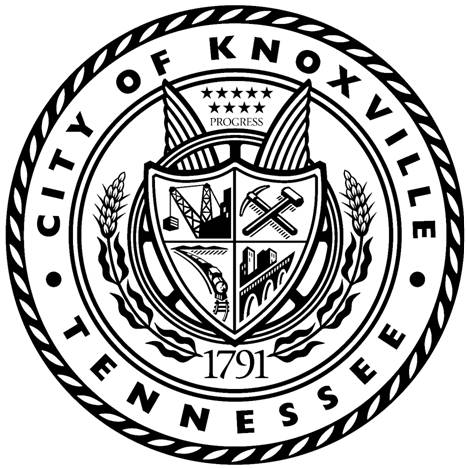 CITY OF KNOXVILLE
PROGRESS
1791
TENNESSEE